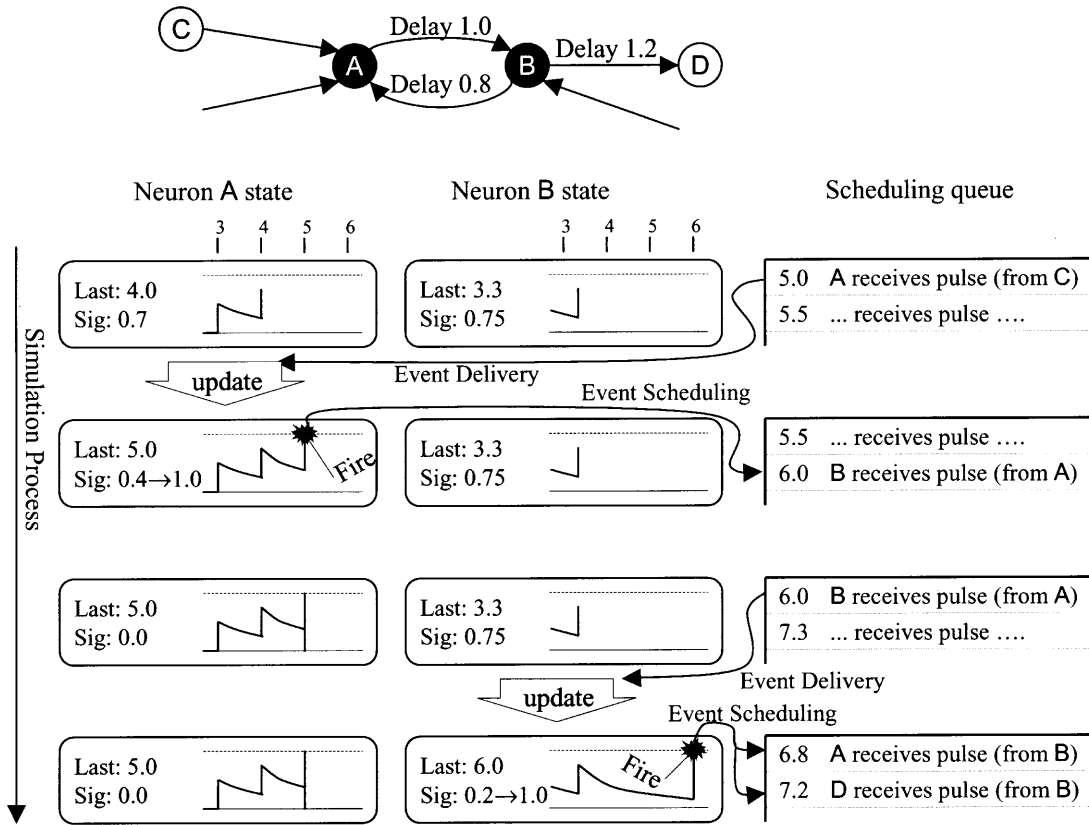 C
Delay 1.0
A
B
Delay 1.2
D
Delay 0.8
Neuron A state
Neuron B state
Scheduling queue
3 4 5 6
3 4 5 6
Simulation Process
Last: 4.0
Sig: 0.7
Last: 3.3
Sig: 0.75
5.0 A receives pulse (from C)
5.5 ... receives pulse ....
update
Event Delivery
Event Scheduling
Last: 5.0
Sig: 0.4→1.0
Fire
Last: 3.3
Sig: 0.75
5.5 ... receives pulse ....
6.0 B receives pulse (from A)
Last: 5.0
Sig: 0.0
Last: 3.3
Sig: 0.75
6.0 B receives pulse (from A)
7.3 ... receives pulse ....
update
Event Delivery
Event Scheduling
Last: 5.0
Sig: 0.0
Last: 6.0
Sig: 0.2→1.0
Fire
6.8 A receives pulse (from B)
7.2 D receives pulse (from B)